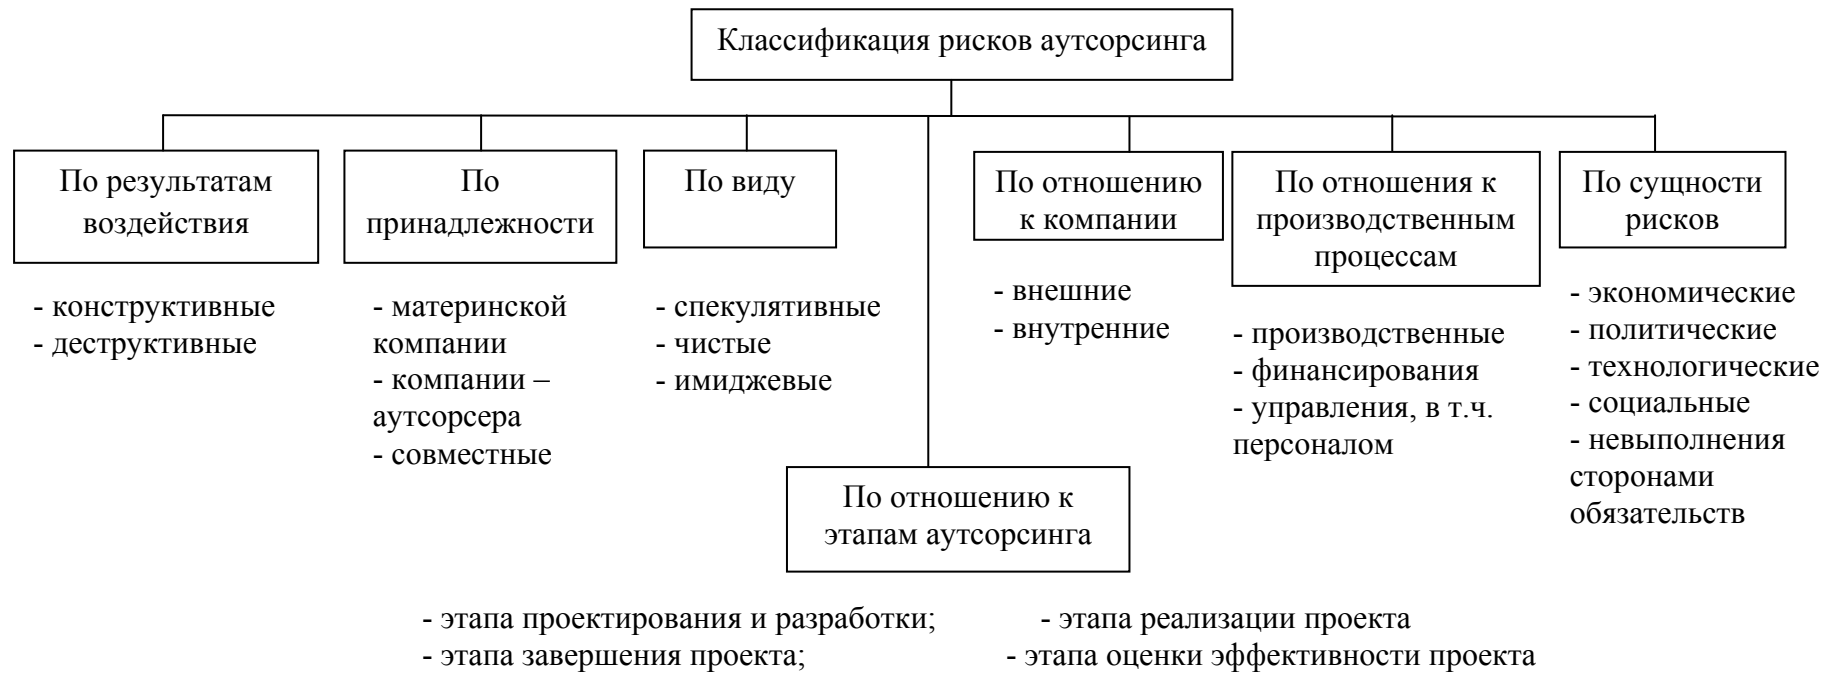 Классификация рисков аутсорсинга
По результатам
воздействия
По
принадлежности
По виду
По отношению
к компании
По отношения к
производственным
процессам
По сущности
рисков
- конструктивные
- деструктивные
- материнской
компании
- компании –
аутсорсера
- совместные
- спекулятивные
- чистые
- имиджевые
- внешние
- внутренние
- производственные
- финансирования
- управления, в т.ч.
персоналом
- экономические
- политические
- технологические
- социальные
- невыполнения
сторонами
обязательств
По отношению к
этапам аутсорсинга
- этапа проектирования и разработки; - этапа реализации проекта
- этапа завершения проекта; - этапа оценки эффективности проекта